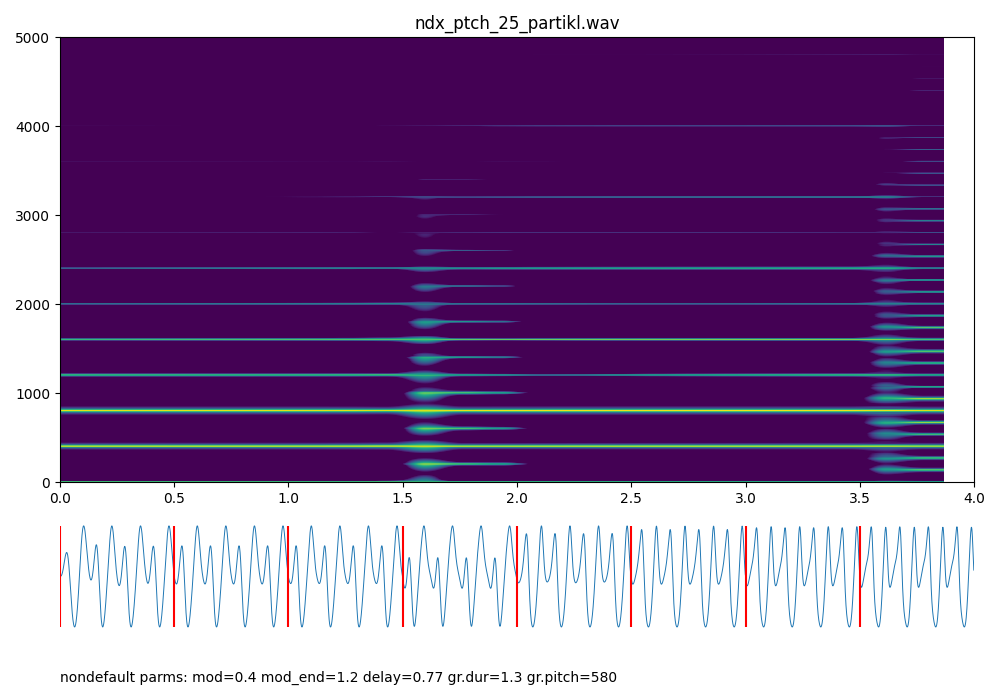 ndx_ptch_25_partikl.wav
5000
4000
3000
2000
1000
0
0.0 0.5 1.0 1.5 2.0 2.5 3.0 3.5 4.0
nondefault parms: mod=0.4 mod_end=1.2 delay=0.77 gr.dur=1.3 gr.pitch=580